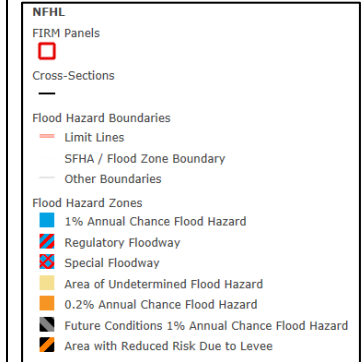 NFHL
FIRM Panels
Cross-Sections
Flood Hazard Boundaries
Limit Lines
SFHA / Flood Zone Boundary
Other Boundaries
Flood Hazard Zones
1% Annual Chance Flood Hazard
Regulatory Floodway
Special Floodway
Area of Undetermined Flood Hazard
0.2% Annual Chance Flood Hazard
Future Conditions 1% Annual Chance Flood Hazard
Area with Reduced Risk Due to Levee